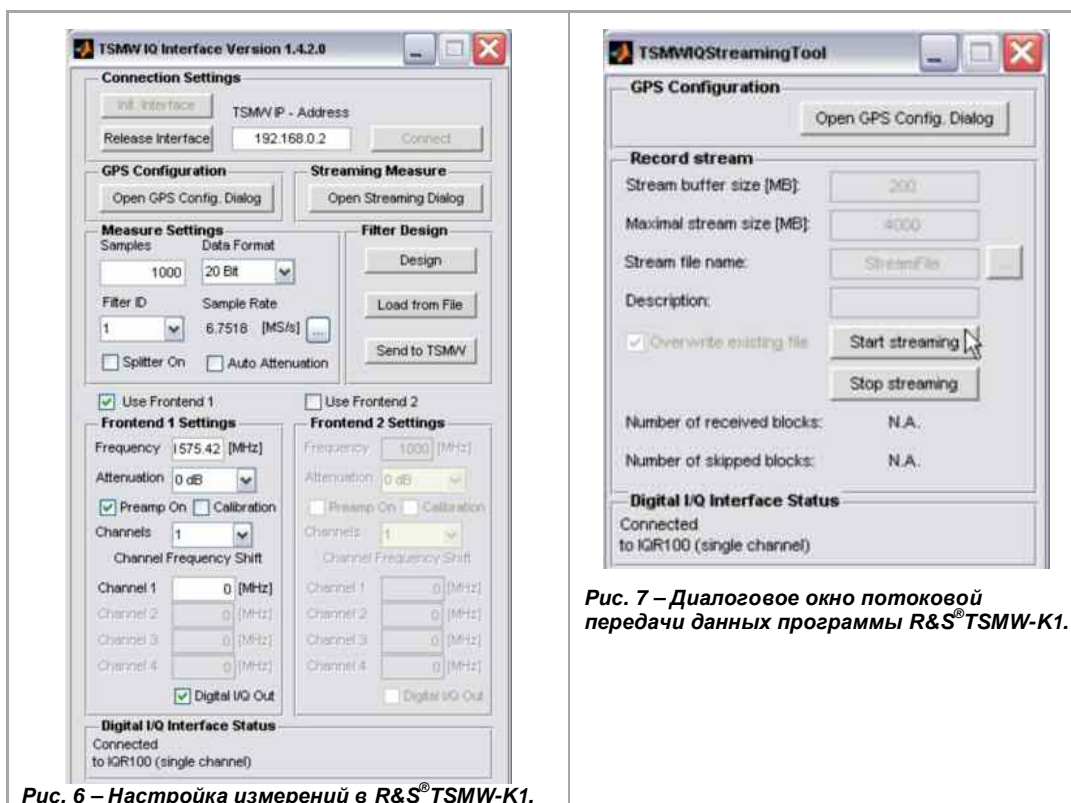 TSMW IQ Interface Version 1.4.2.0
Connection Settings
Init. Interface
TSMW IP - Address
Release Interface
192.168.0.2
Connect
GPS Configuration
Streaming Measure
Open GPS Config. Dialog
Open Streaming Dialog
Measure Settings
Filter Design
Samples
Data Format
Design
1000
20 Bit
Filter ID
Sample Rate
Load from File
1
6.7518 [MS/s]
...
Splitter On
Auto Attenuation
Send to TSMW
Use Frontend 1
Use Frontend 2
Frontend 1 Settings
Frontend 2 Settings
Frequency 1575.42 [MHz]
Frequency 1000 [MHz]
Attenuation 0 dB
Attenuation 0 dB
Preamp On Calibration
Preamp On Calibration
Channels 1
Channels 1
Channel Frequency Shift
Channel Frequency Shift
Channel 1 0 [MHz]
Channel 1 0 [MHz]
Channel 2 0 [MHz]
Channel 2 0 [MHz]
Channel 3 0 [MHz]
Channel 3 0 [MHz]
Channel 4 0 [MHz]
Channel 4 0 [MHz]
Digital I/Q Out
Digital I/Q Out
Digital I/Q Interface Status
Connected
to IQR100 (single channel)
Рис. 6 – Настройка измерений в R&S®TSMW-K1.
TSMWIQStreamingTool
GPS Configuration
Open GPS Config. Dialog
Record stream
Stream buffer size [MB]: 200
Maximal stream size [MB]: 4000
Stream file name: StreamFile ...
Description:
Overwrite existing file
Start streaming
Stop streaming
Number of received blocks: N.A.
Number of skipped blocks: N.A.
Digital I/Q Interface Status
Connected
to IQR100 (single channel)
Рис. 7 – Диалоговое окно потоковой
передачи данных программы R&S®TSMW-K1.